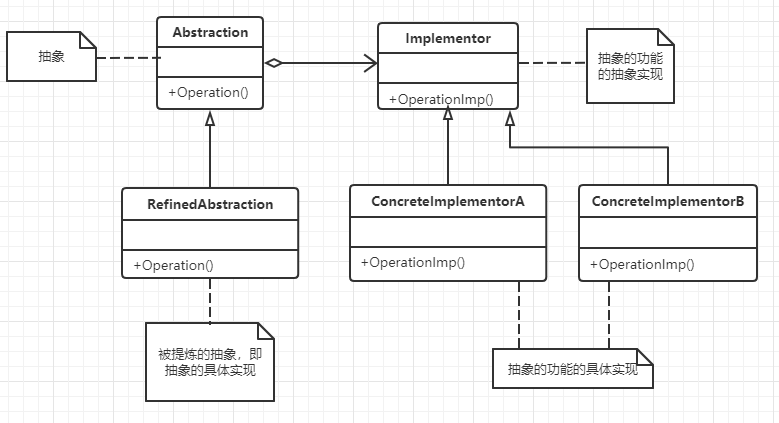 Abstraction
+Operation()
抽象
Implementor
+OperationImp()
抽象的功能
的抽象实现
RefinedAbstraction
+Operation()
ConcreteImplementorA
+OperationImp()
ConcreteImplementorB
+OperationImp()
被提炼的抽象，即
抽象的具体实现
抽象的功能的具体实现